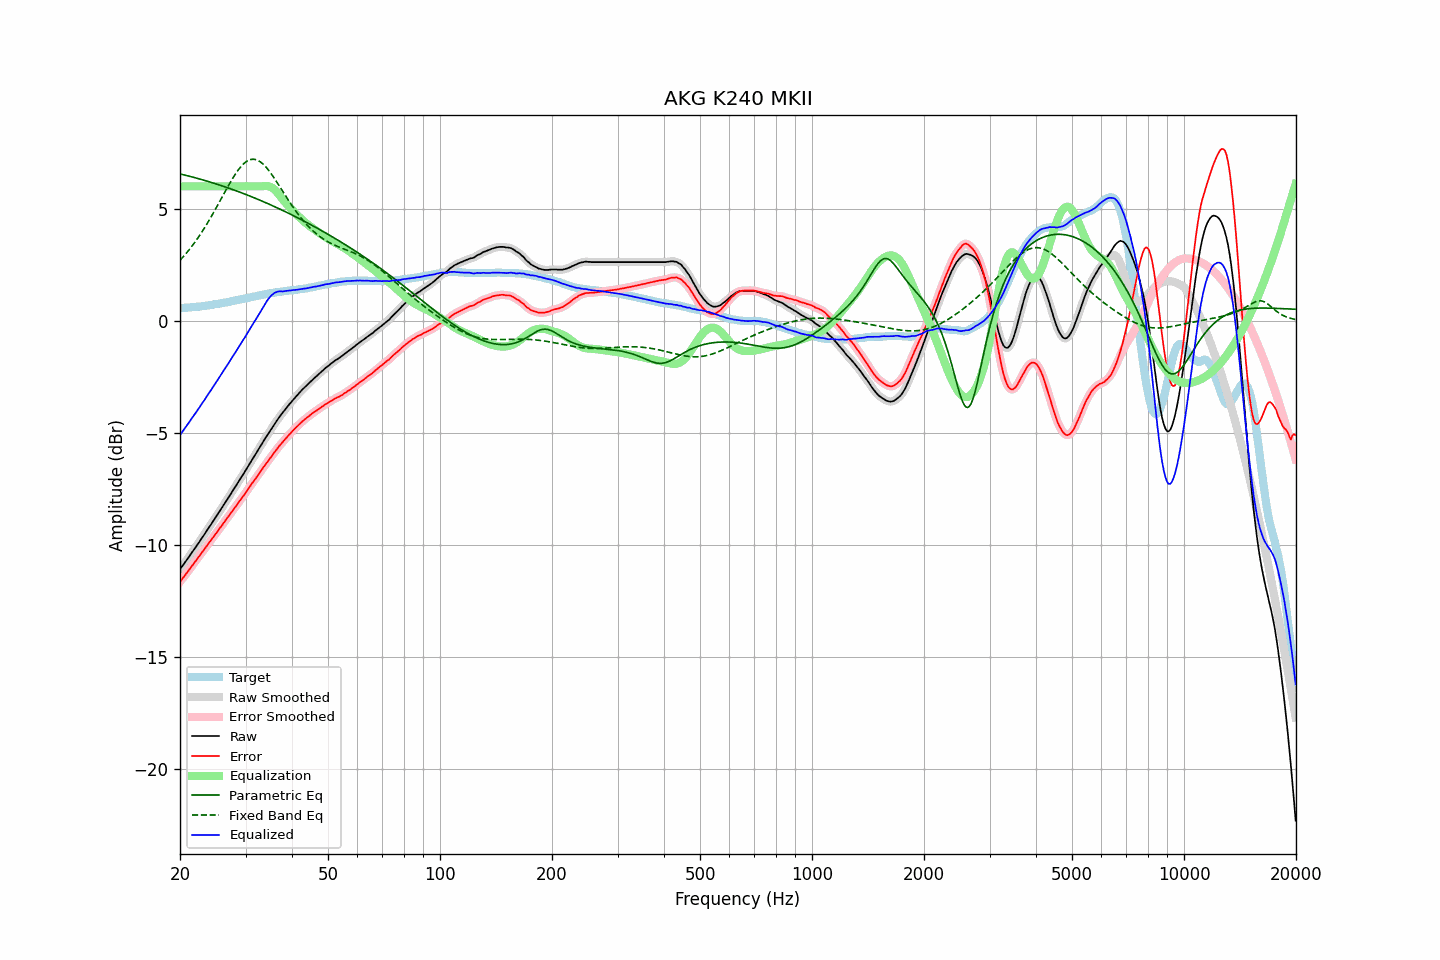 AKG K240 MKII
Amplitude (dBr)
5
0
−5
−10
−15
−20
Target
Raw Smoothed
Error Smoothed
Raw
Error
Equalization
Parametric Eq
Fixed Band Eq
Equalized
20 50 100 200 500 1000 2000 5000 10000 20000
Frequency (Hz)